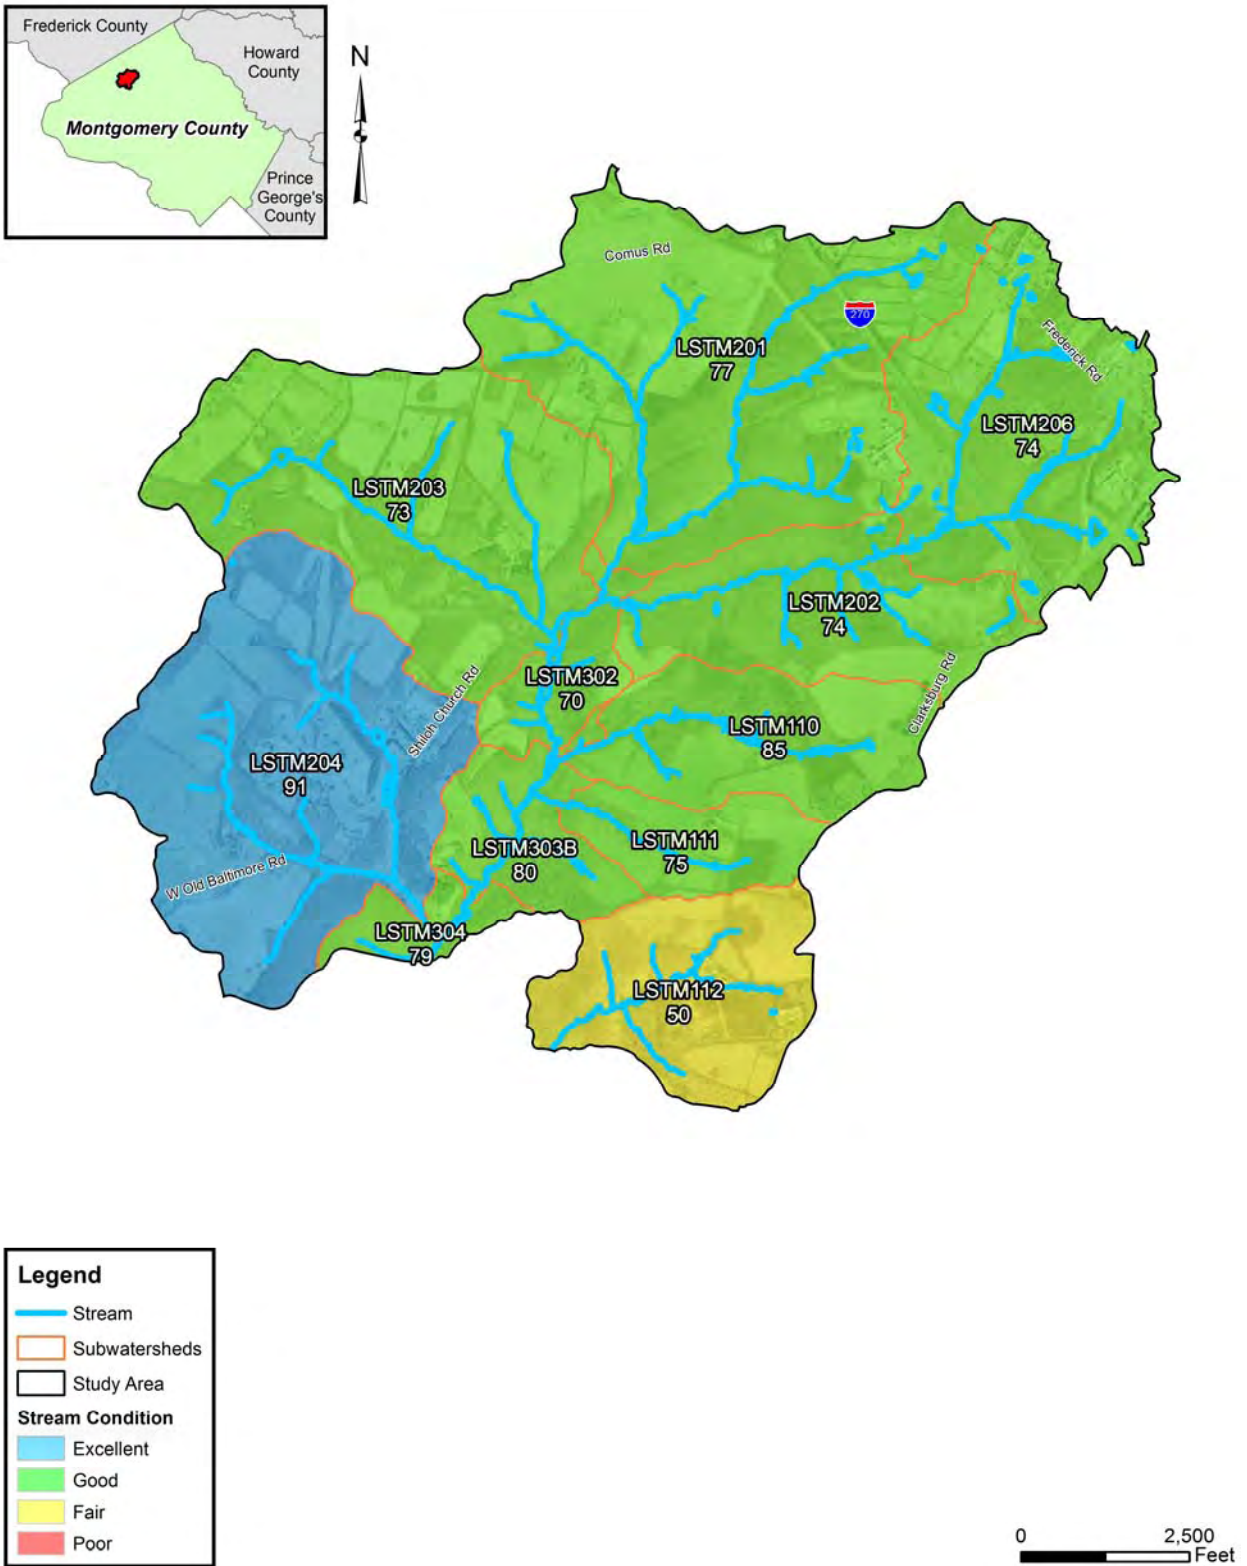 Frederick County
Howard
County
Montgomery County
Prince
George's
County
N
Comus Rd
270
LSTM201
77
Frederick Rd
LSTM206
74
LSTM203
73
LSTM202
74
LSTM302
70
Shiloh Church Rd
Clarksburg Rd
LSTM110
85
LSTM204
91
LSTM303B
80
LSTM111
75
W Old Baltimore Rd
LSTM304
79
LSTM112
50
Legend
Stream
Subwatersheds
Study Area
Stream Condition
Excellent
Good
Fair
Poor
0 2,500
Feet